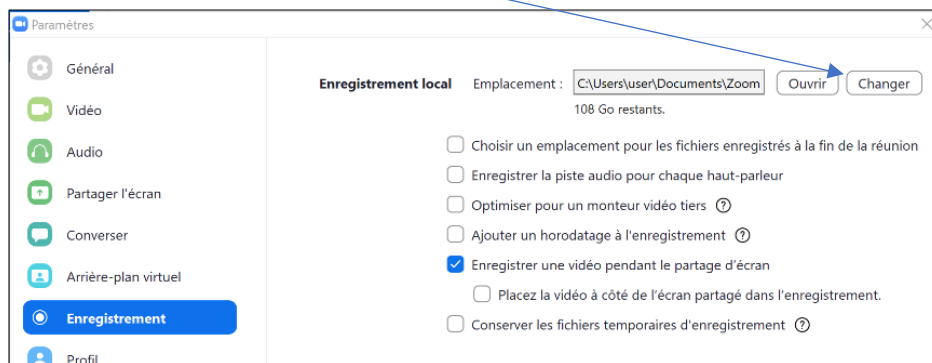 Paramètres
Général
Vidéo
Audio
Partager l'écran
Converser
Arrière-plan virtuel
Enregistrement
Profil
Enregistrement local Emplacement : C:\Users\user\Documents\Zoom Ouvrir Changer
108 Go restants.
Choisir un emplacement pour les fichiers enregistrés à la fin de la réunion
Enregistrer la piste audio pour chaque haut-parleur
Optimiser pour un monteur vidéo tiers ?
Ajouter un horodatage à l'enregistrement ?
Enregistrer une vidéo pendant le partage d'écran
Placez la vidéo à côté de l'écran partagé dans l'enregistrement.
Conserver les fichiers temporaires d'enregistrement ?